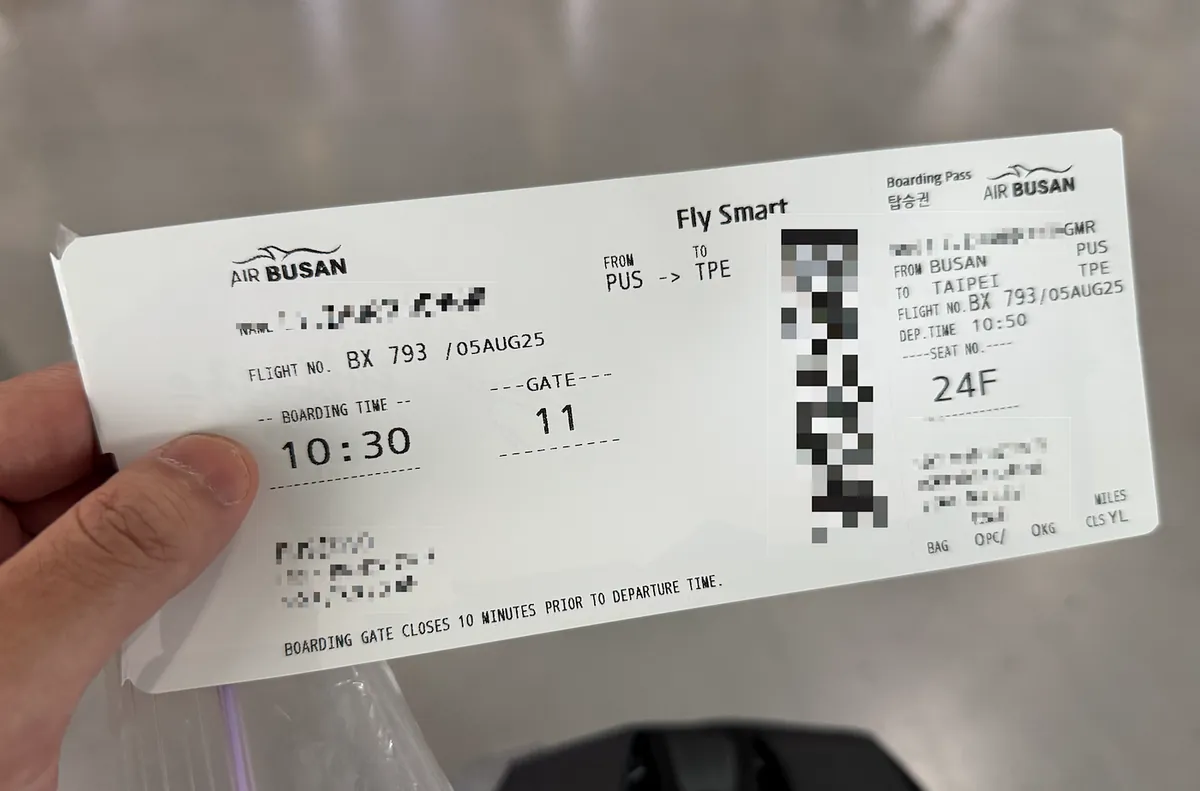 Fly Smart
AIR BUSAN
FROM TO
PUS -> TPE
NAME
FLIGHT NO. BX 793 /05AUG25
-- BOARDING TIME --
10:30
---GATE---
11
BOARDING GATE CLOSES 10 MINUTES PRIOR TO DEPARTURE TIME.
Boarding Pass
탑승권
AIR BUSAN
GMR
FROM BUSAN PUS
TO TAIPEI TPE
FLIGHT NO. BX 793/05AUG25
DEP.TIME 10:50
----SEAT NO.----
24F
MILES
BAG 0PC/ 0KG CLS YL